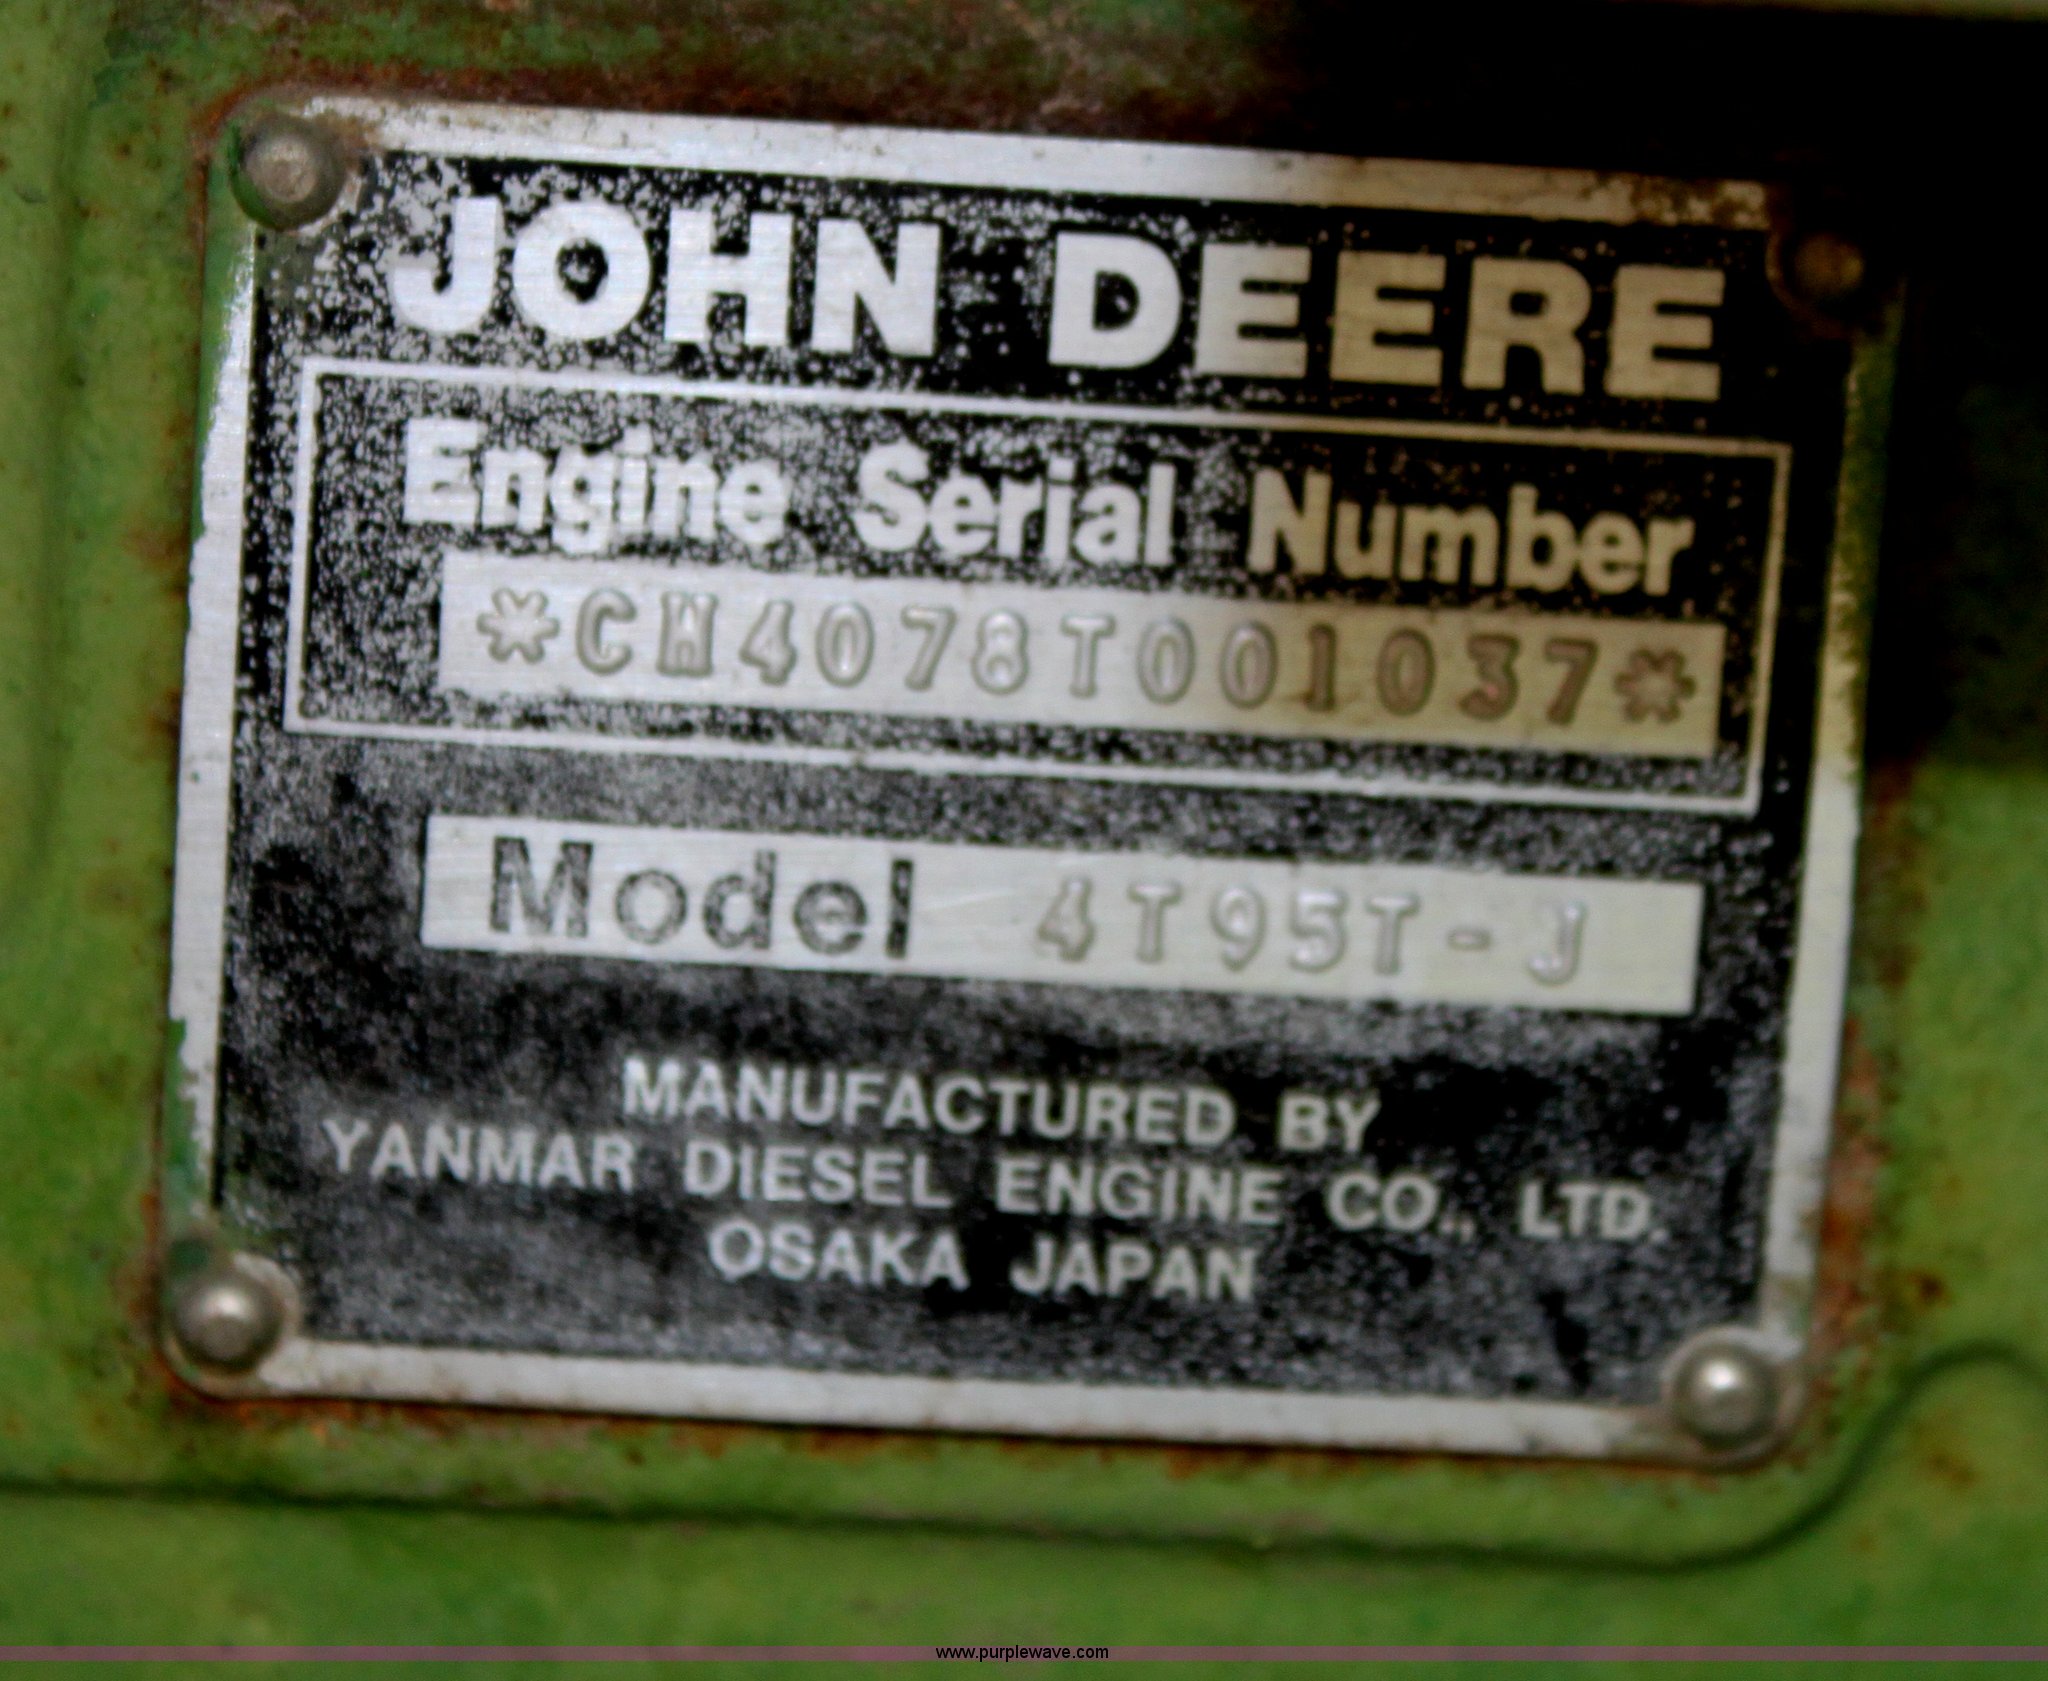 JOHN DEERE
Engine Serial Number
*CH4078T001037*
Model 4T95T-J
MANUFACTURED BY
YANMAR DIESEL ENGINE CO., LTD.
OSAKA JAPAN
www.purplewave.com